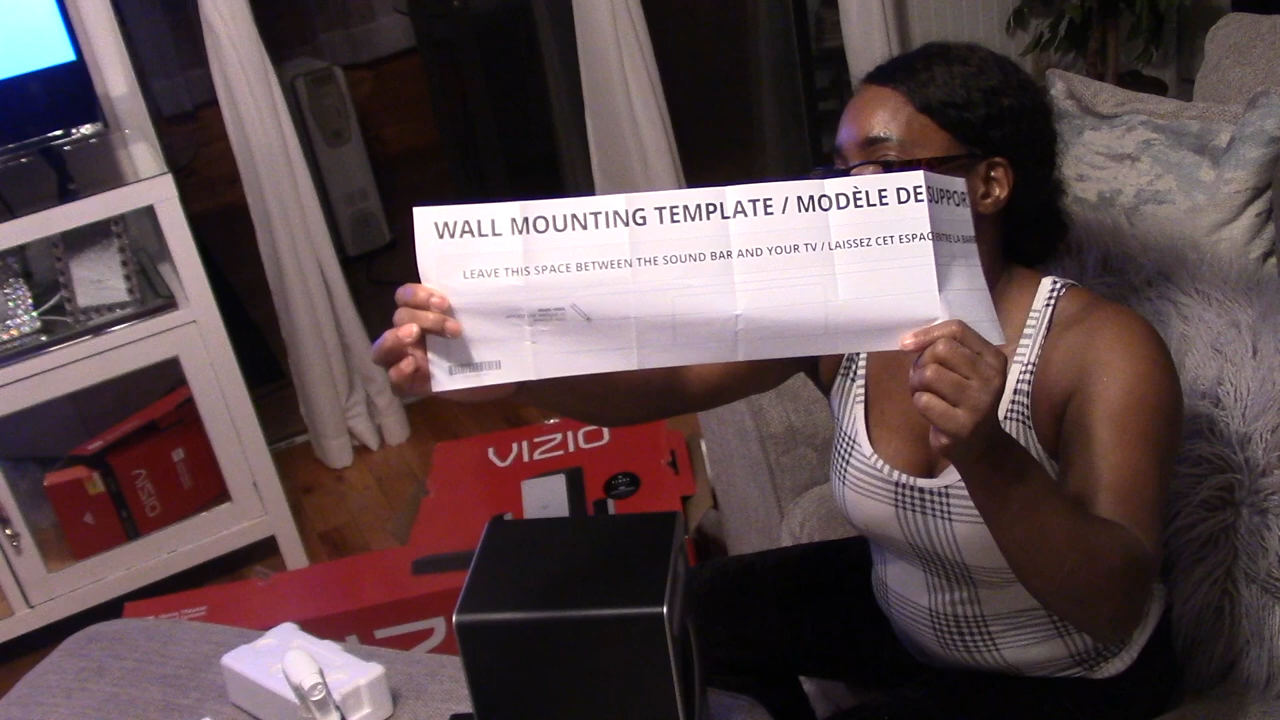 WALL MOUNTING TEMPLATE / MODÈLE DE SUPPOR
LEAVE THIS SPACE BETWEEN THE SOUND BAR AND YOUR TV / LAISSEZ CET ESPACE ENTRE LA BAR
VIZIO
VIZIO